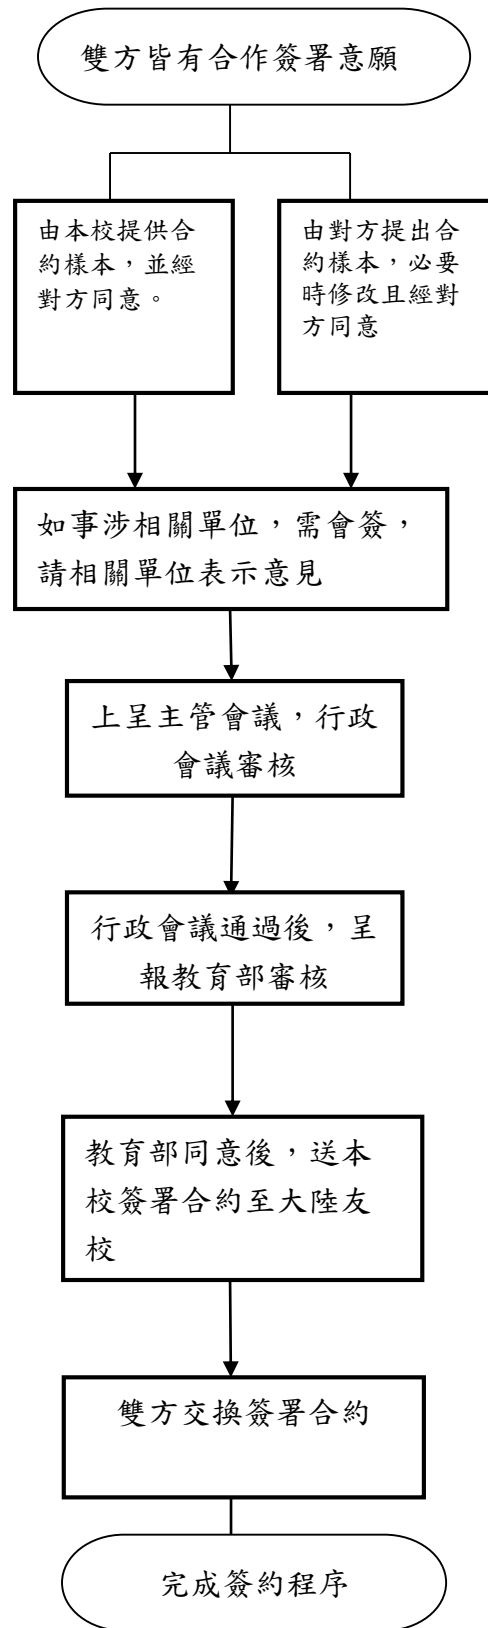 雙方皆有合作簽署意願
由本校提供合
約樣本，並經
對方同意。
由對方提出合
約樣本，必要
時修改且經對
方同意
如事涉相關單位，需會簽，
請相關單位表示意見
上呈主管會議，行政
會議審核
行政會議通過後，呈
報教育部審核
教育部同意後，送本
校簽署合約至大陸友
校
雙方交換簽署合約
完成簽約程序